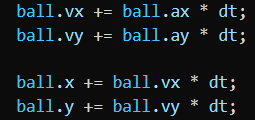 ball.vx += ball.ax * dt;
ball.vy += ball.ay * dt;
ball.x += ball.vx * dt;
ball.y += ball.vy * dt;